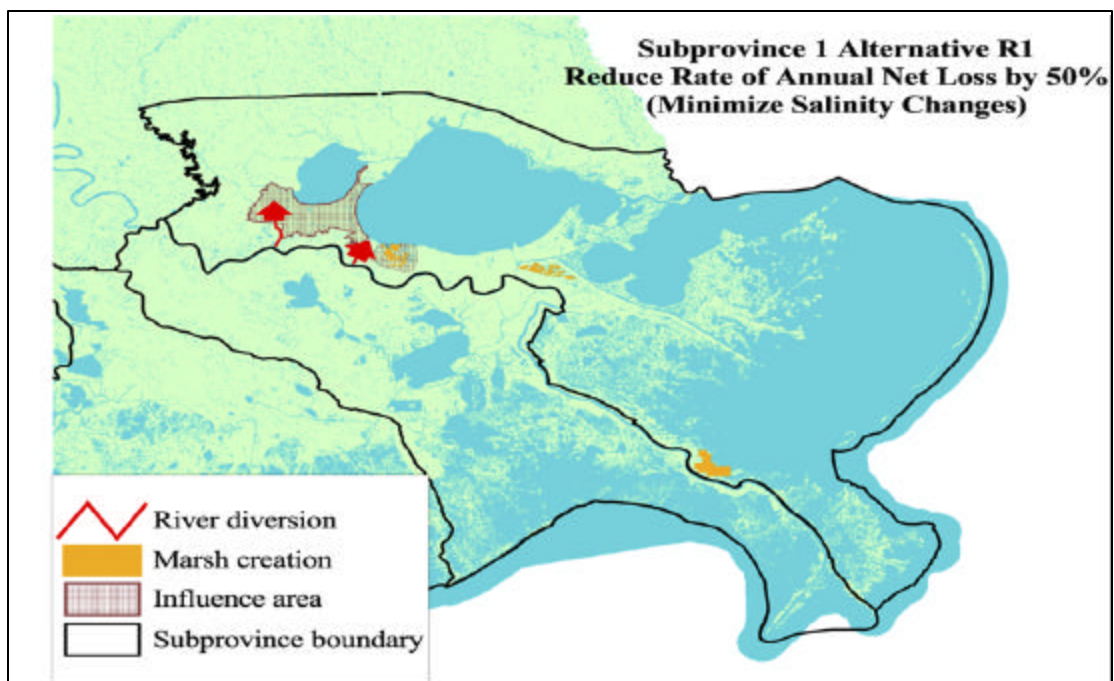 Subprovince 1 Alternative R1
Reduce Rate of Annual Net Loss by 50%
(Minimize Salinity Changes)
River diversion
Marsh creation
Influence area
Subprovince boundary